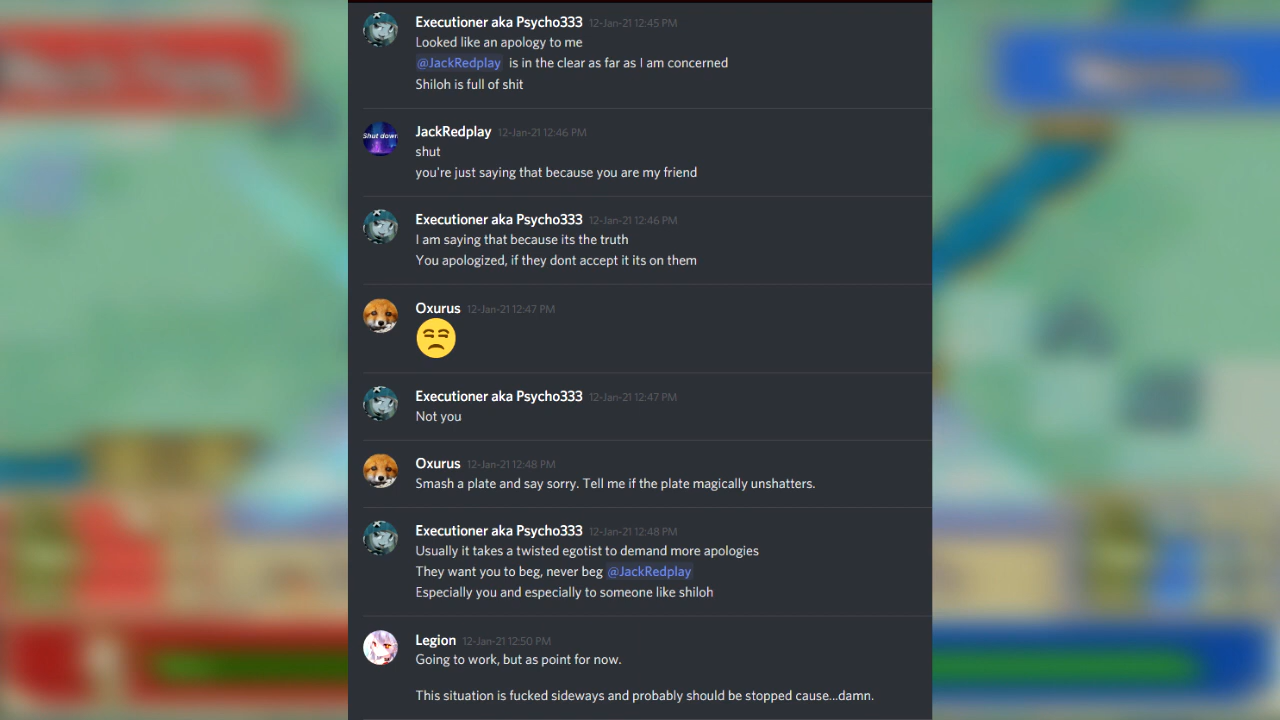 Executioner aka Psycho333 12-Jan-21 12:45 PM
Looked like an apology to me
@JackRedplay is in the clear as far as I am concerned
Shiloh is full of shit
Shut down
JackRedplay 12-Jan-21 12:46 PM
shut
you're just saying that because you are my friend
Executioner aka Psycho333 12-Jan-21 12:46 PM
I am saying that because its the truth
You apologized, if they dont accept it its on them
Oxurus 12-Jan-21 12:47 PM
Executioner aka Psycho333 12-Jan-21 12:47 PM
Not you
Oxurus 12-Jan-21 12:48 PM
Smash a plate and say sorry. Tell me if the plate magically unshatters.
Executioner aka Psycho333 12-Jan-21 12:48 PM
Usually it takes a twisted egotist to demand more apologies
They want you to beg, never beg @JackRedplay
Especially you and especially to someone like shiloh
Legion 12-Jan-21 12:50 PM
Going to work, but as point for now.
This situation is fucked sideways and probably should be stopped cause...damn.